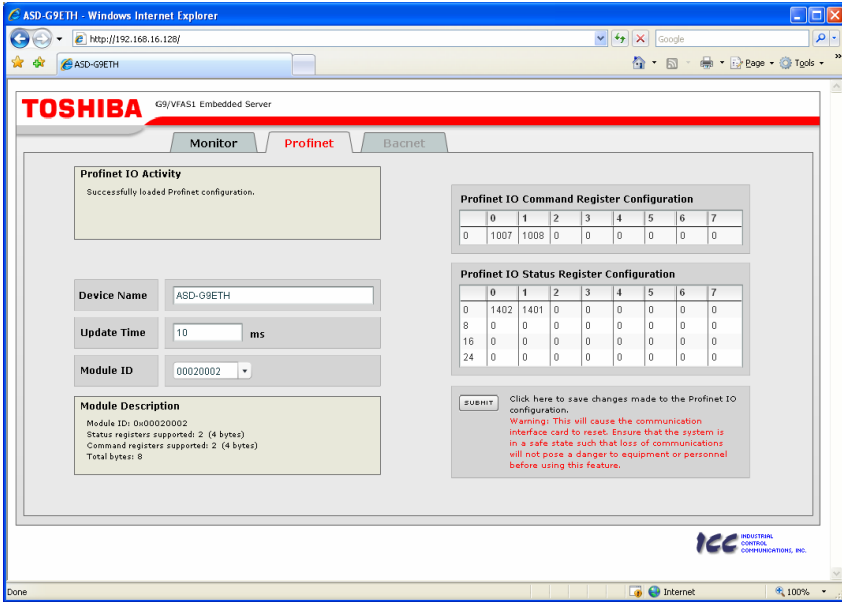 ASD-G9ETH - Windows Internet Explorer
http://192.168.16.128/
Google
ASD-G9ETH
Page
Tools
»
TOSHIBA
G9/VFAS1 Embedded Server
Monitor
Profinet
Bacnet
Profinet IO Activity
Successfully loaded Profinet configuration.
Device Name
ASD-G9ETH
Update Time
10
ms
Module ID
00020002
Module Description
Module ID: 0x00020002
Status registers supported: 2 (4 bytes)
Command registers supported: 2 (4 bytes)
Total bytes: 8
Profinet IO Command Register Configuration
0 1 2 3 4 5 6 7
0 1007 1008 0 0 0 0 0 0
Profinet IO Status Register Configuration
0 1 2 3 4 5 6 7
0 1402 1401 0 0 0 0 0 0
8 0 0 0 0 0 0 0 0
16 0 0 0 0 0 0 0 0
24 0 0 0 0 0 0 0 0
SUBMIT
Click here to save changes made to the Profinet IO
configuration.
Warning: This will cause the communication
interface card to reset. Ensure that the system is
in a safe state such that loss of communications
will not pose a danger to equipment or personnel
before using this feature.
ICC
INDUSTRIAL
CONTROL
COMMUNICATIONS, INC.
Done
Internet
100%